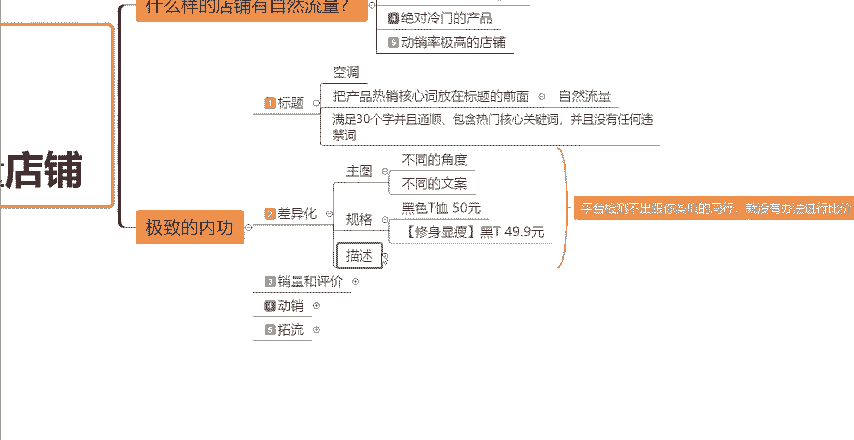 什么样的店铺有自然流量？
4 绝对冷门的产品
5 动销率极高的店铺
店铺
极致的内功
1 标题
空调
把产品热销核心词放在标题的前面 自然流量
满足30个字并且通顺、包含热门核心关键词，并且没有任何违
禁词
2 差异化
主图
不同的角度
不同的文案
规格
黑色T恤 50元
【修身显瘦】黑T 49.9元
描述
平台检测不出跟你类似的同行，就没有办法进行比价
3 销量和评价
4 动销
5 拓流